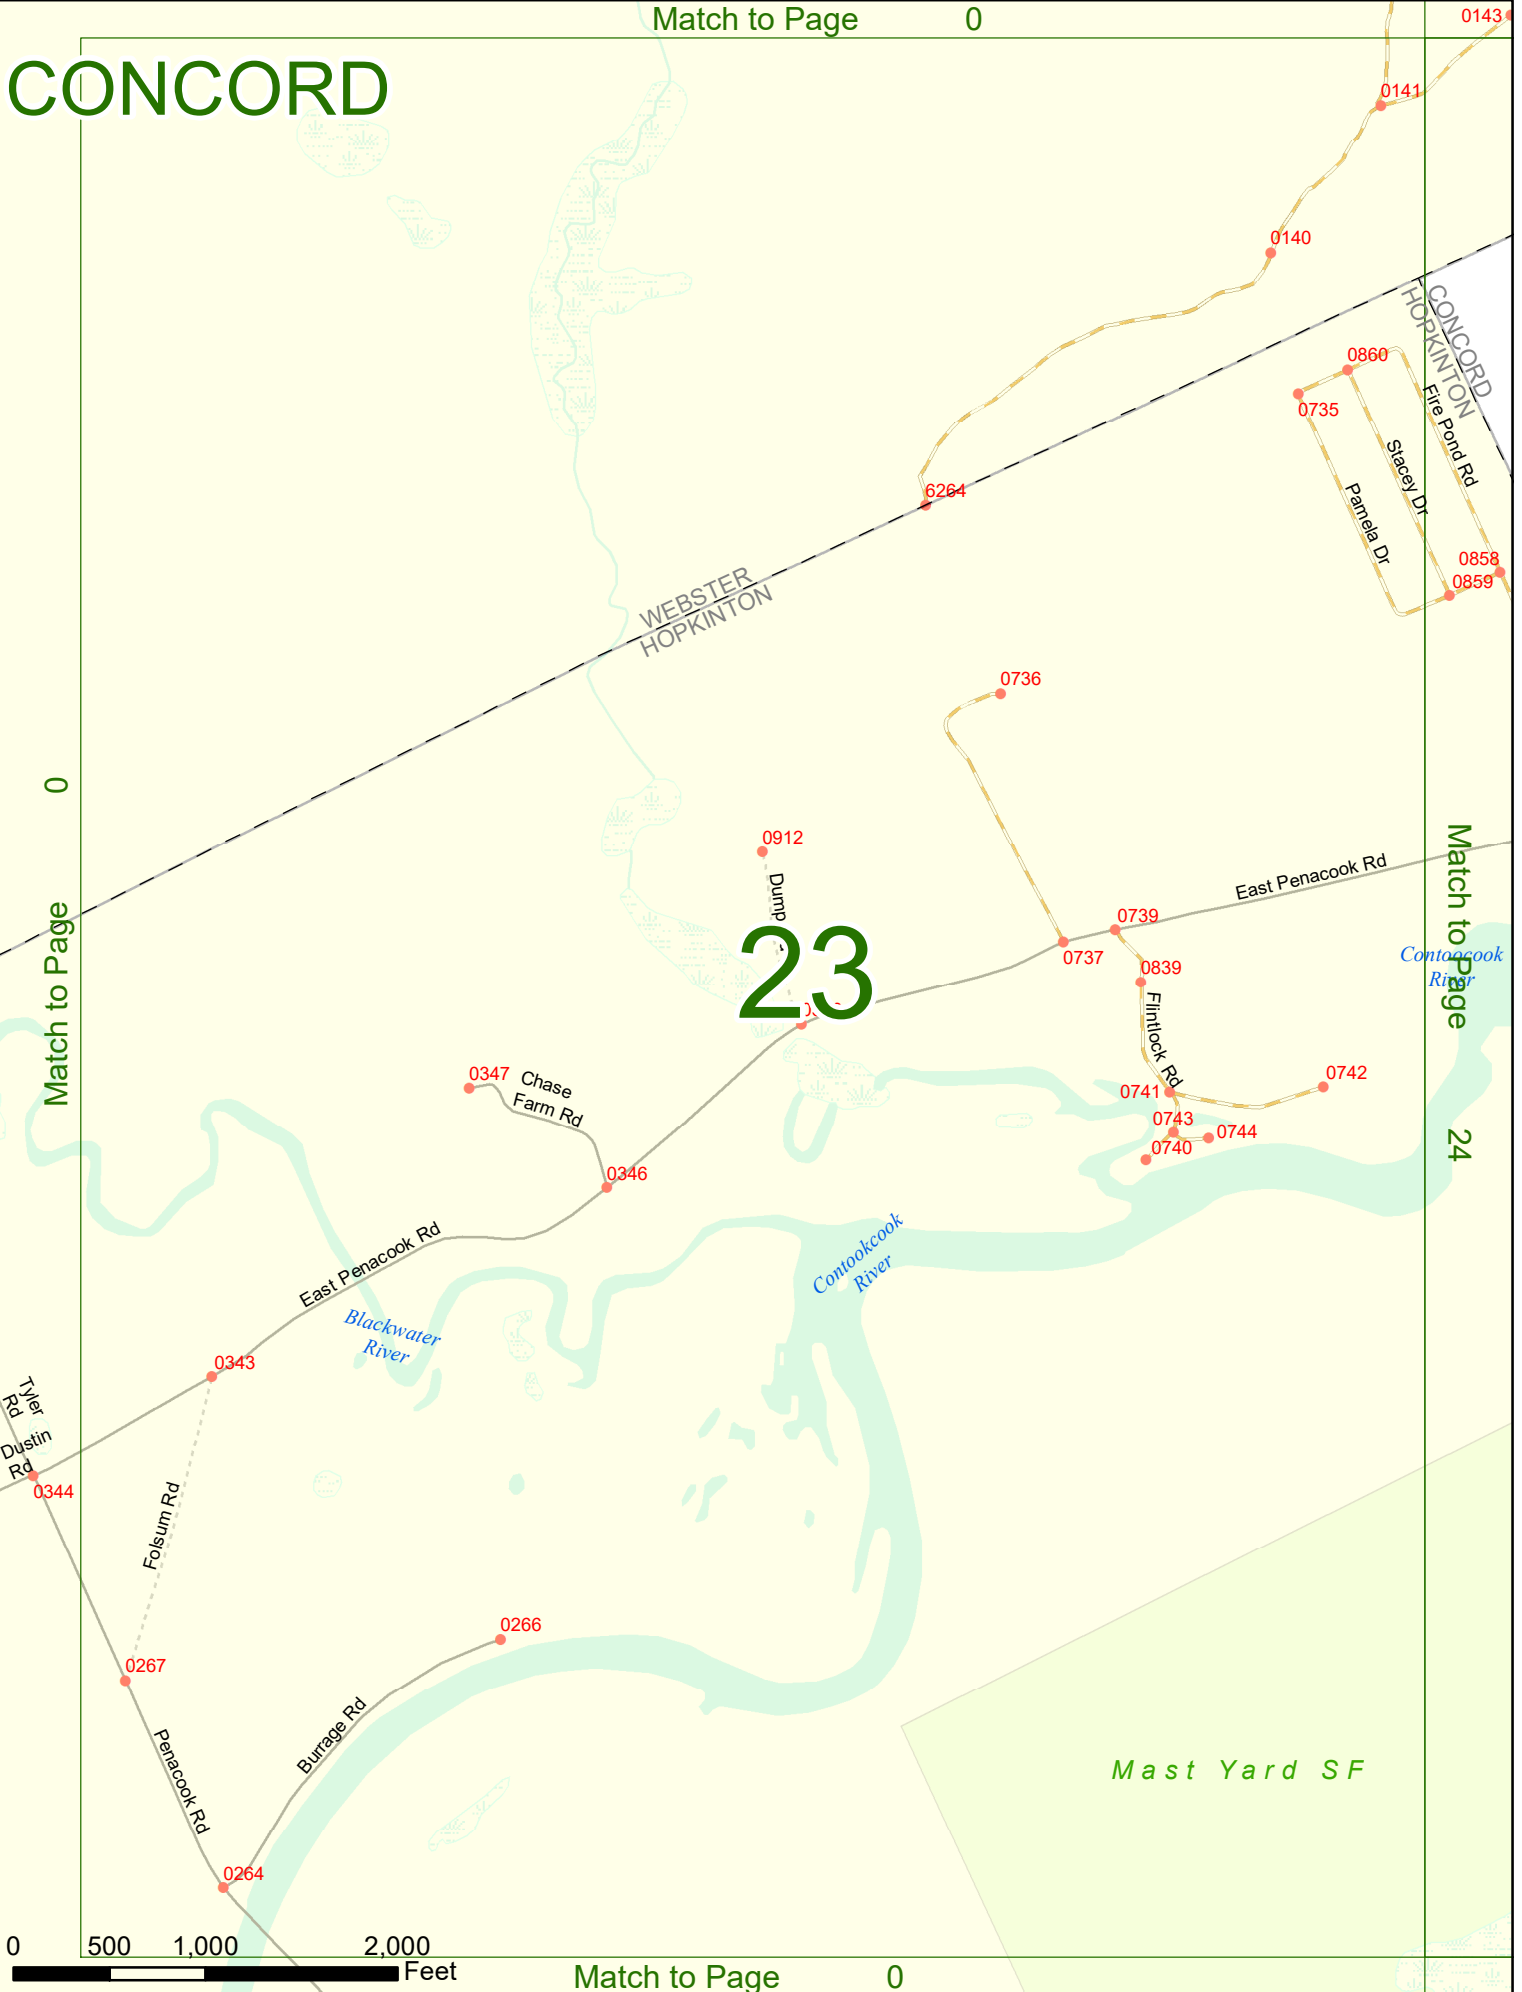 Match to Page 0
0143
CONCORD
0141
0140
CONCORD
HOPKINTON
0860
0735
Fire Pond Rd
Stacey Dr
Pamela Dr
6264
0858
0859
WEBSTER
HOPKINTON
0736
Match to Page 0
0912
Dump
23
East Penacook Rd
0739
0737
Match to Page 24
Contoocook
River
0839
Flintlock Rd
0347
Chase
Farm Rd
0742
0741
0743
0744
0740
0346
East Penacook Rd
Contookcook
River
Blackwater
River
0343
Tyler
Rd
Dustin
Rd
0344
Folsum Rd
0266
0267
Burrage Rd
Penacook Rd
Mast Yard SF
0264
0 500 1,000 2,000
Feet
Match to Page 0